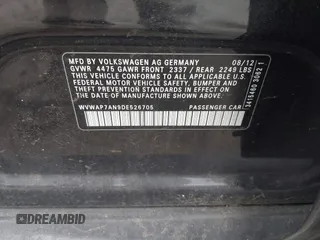 MFD. BY VOLKSWAGEN AG GERMANY 08/12
GVWR 4475 GAWR FRONT 2337 / REAR 2249 LBS
THIS VEHICLE CONFORMS TO ALL APPLICABLE
FEDERAL MOTOR VEHICLE SAFETY, BUMPER, AND
THEFT PREVENTION STANDARDS IN EFFECT ON THE
DATE OF MANUFACTURE SHOWN ABOVE.
WVWAP7AN9DE526705 PASSENGER CAR
DREAMBID